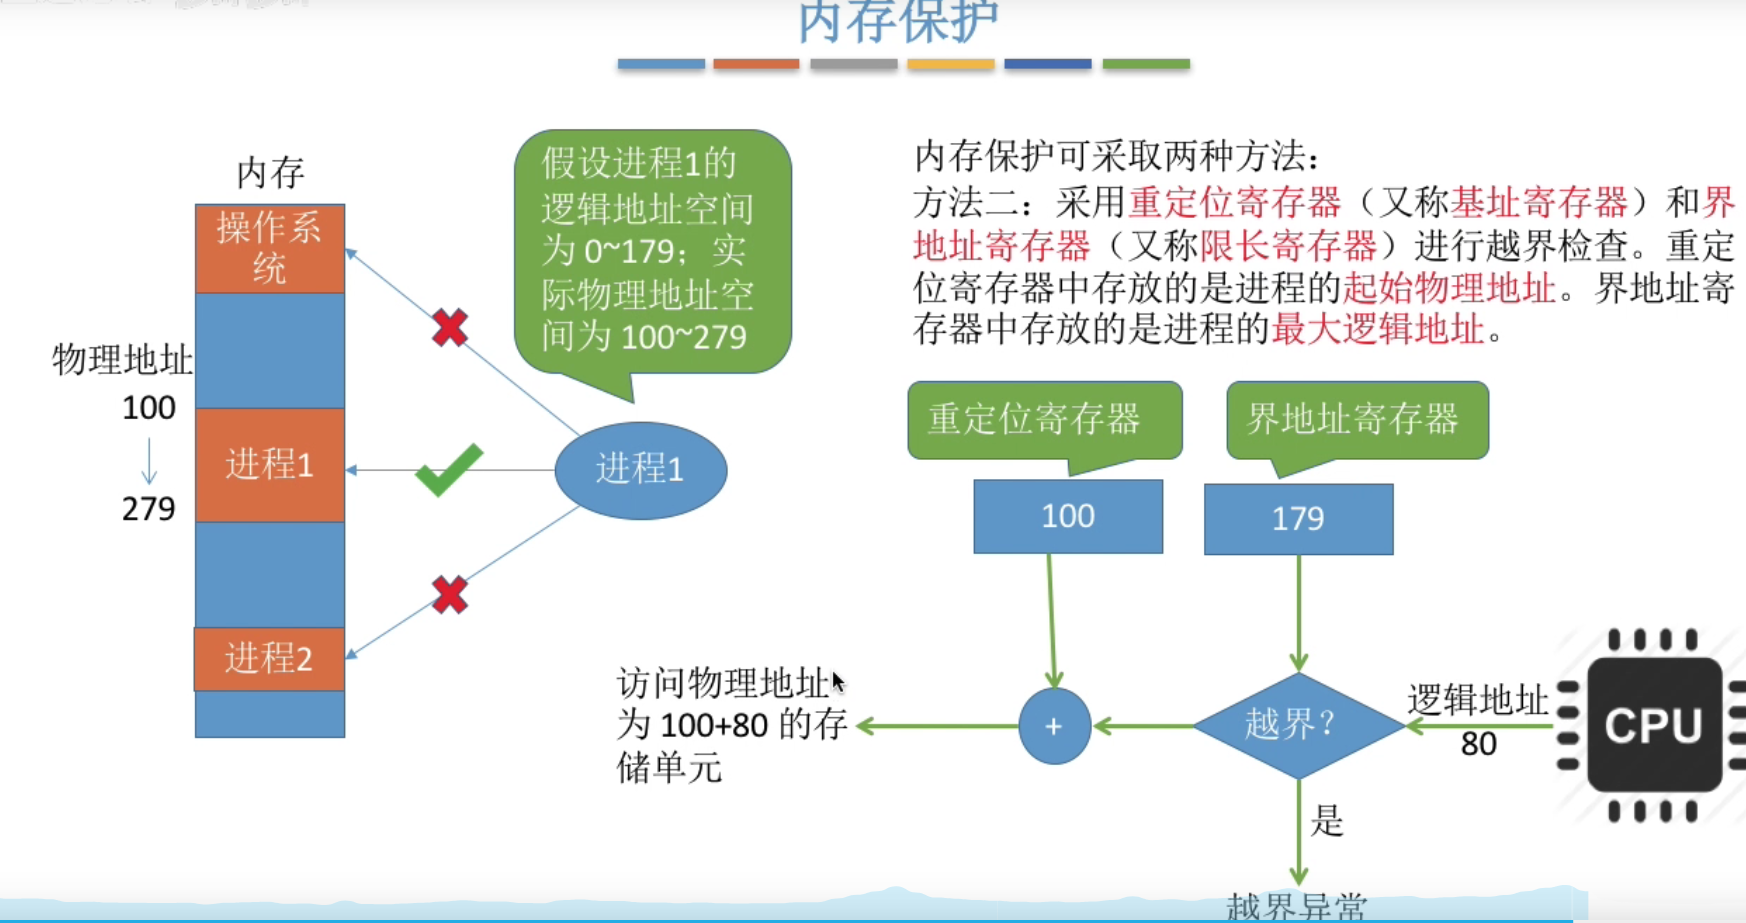 内存保护
内存
操作系
统
物理地址
100
279
进程1
进程2
假设进程1的
逻辑地址空间
为 0~179；实
际物理地址空
间为 100~279
进程1
内存保护可采取两种方法：
方法二：采用重定位寄存器（又称基址寄存器）和界
地址寄存器（又称限长寄存器）进行越界检查。重定
位寄存器中存放的是进程的起始物理地址。界地址寄
存器中存放的是进程的最大逻辑地址。
重定位寄存器
界地址寄存器
100
179
访问物理地址
为 100+80 的存
储单元
+
越界？
逻辑地址
80
CPU
是
越界异常